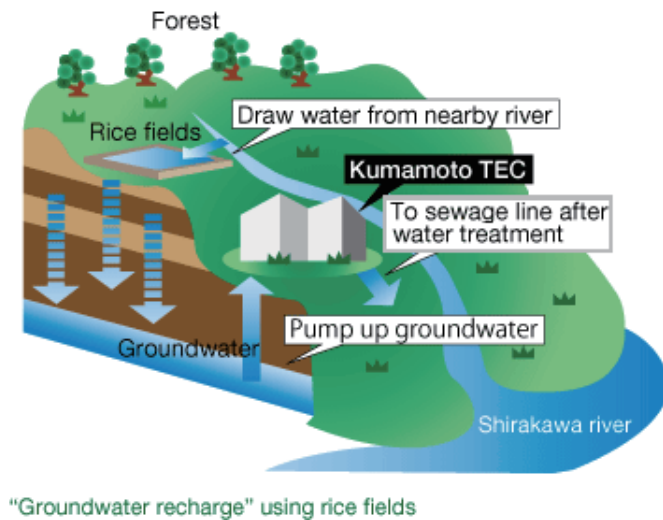 Forest
Draw water from nearby river
Rice fields
Kumamoto TEC
To sewage line after
water treatment
Pump up groundwater
Groundwater
Shirakawa river
“Groundwater recharge” using rice fields